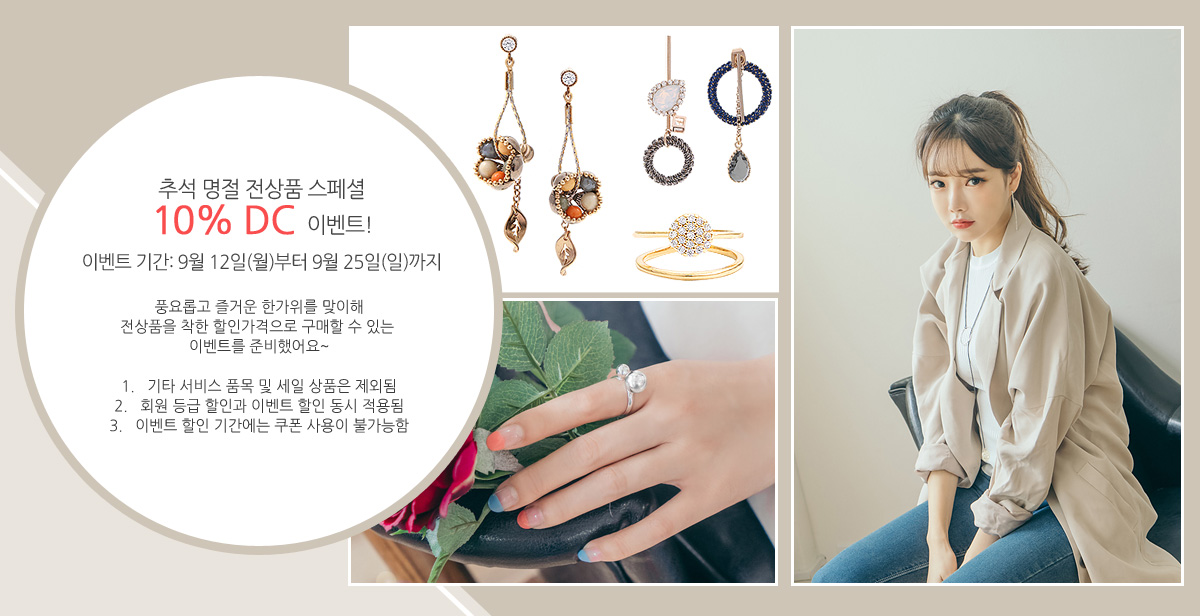 추석 명절 전상품 스페셜
10% DC 이벤트!
이벤트 기간: 9월 12일(월)부터 9월 25일(일)까지
풍요롭고 즐거운 한가위를 맞이해
전상품을 착한 할인가격으로 구매할 수 있는
이벤트를 준비했어요~
1. 기타 서비스 품목 및 세일 상품은 제외됨
2. 회원 등급 할인과 이벤트 할인 동시 적용됨
3. 이벤트 할인 기간에는 쿠폰 사용이 불가능함